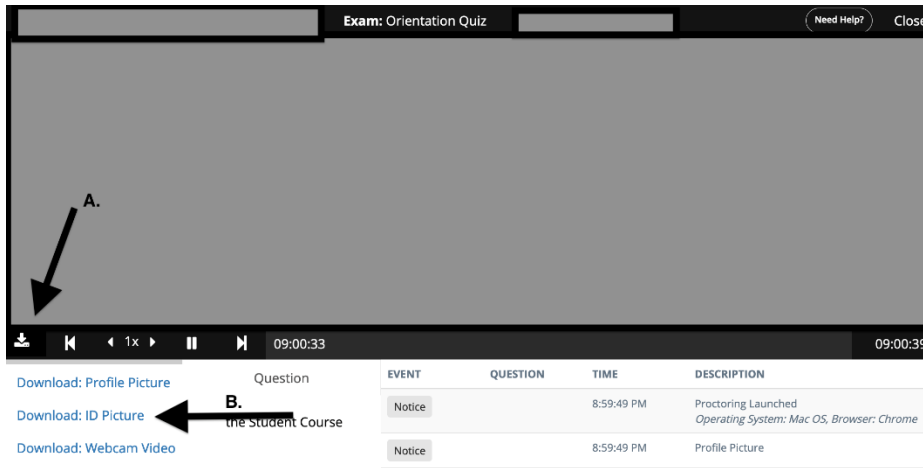 Exam: Orientation Quiz Need Help? Close
A.
1x 09:00:33 09:00:39
Download: Profile Picture
Download: ID Picture
Download: Webcam Video
Question
B.
the Student Course
EVENT QUESTION TIME DESCRIPTION
Notice 8:59:49 PM Proctoring Launched
Operating System: Mac OS, Browser: Chrome
Notice 8:59:49 PM Profile Picture